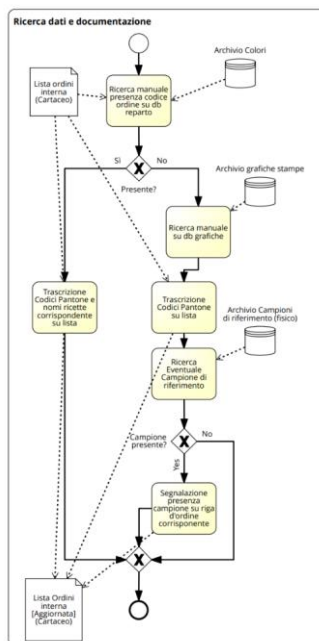 Ricerca dati e documentazione
Archivio Colori
Lista ordini
interna
(Cartaceo)
Ricerca manuale
presenza codice
ordine su db
reparto
Sì
No
Presente?
Archivio grafiche stampe
Ricerca manuale
su db grafiche
Trascrizione
Codici Pantone e
nomi ricette
corrispondente
su lista
Trascrizione
Codici Pantone
su lista
Archivio Campioni
di riferimento (fisico)
Ricerca
Eventuale
Campione di
riferimento
Campione
presente?
No
Yes
Segnalazione
presenza
campione su riga
d'ordine
corrisponente
Lista Ordini
interna
[Aggiornata]
(Cartaceo)